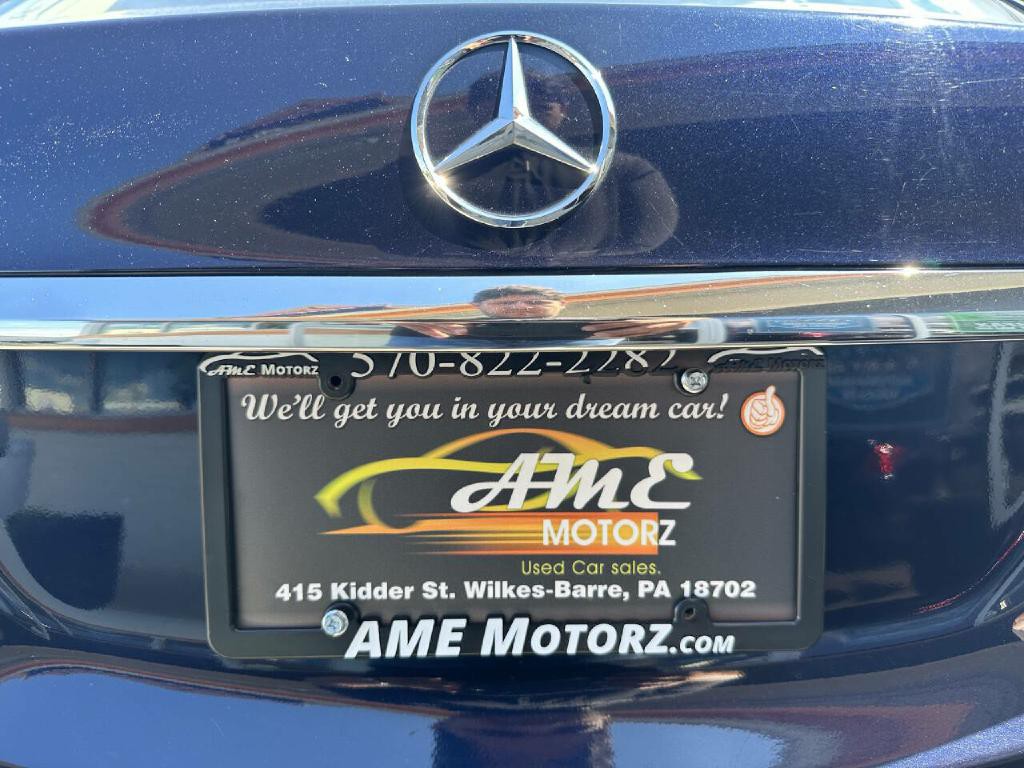 AME MOTORZ
570-822-2282
We'll get you in your dream car!
AME
MOTORZ
Used Car sales.
415 Kidder St. Wilkes-Barre, PA 18702
AME MOTORZ.COM